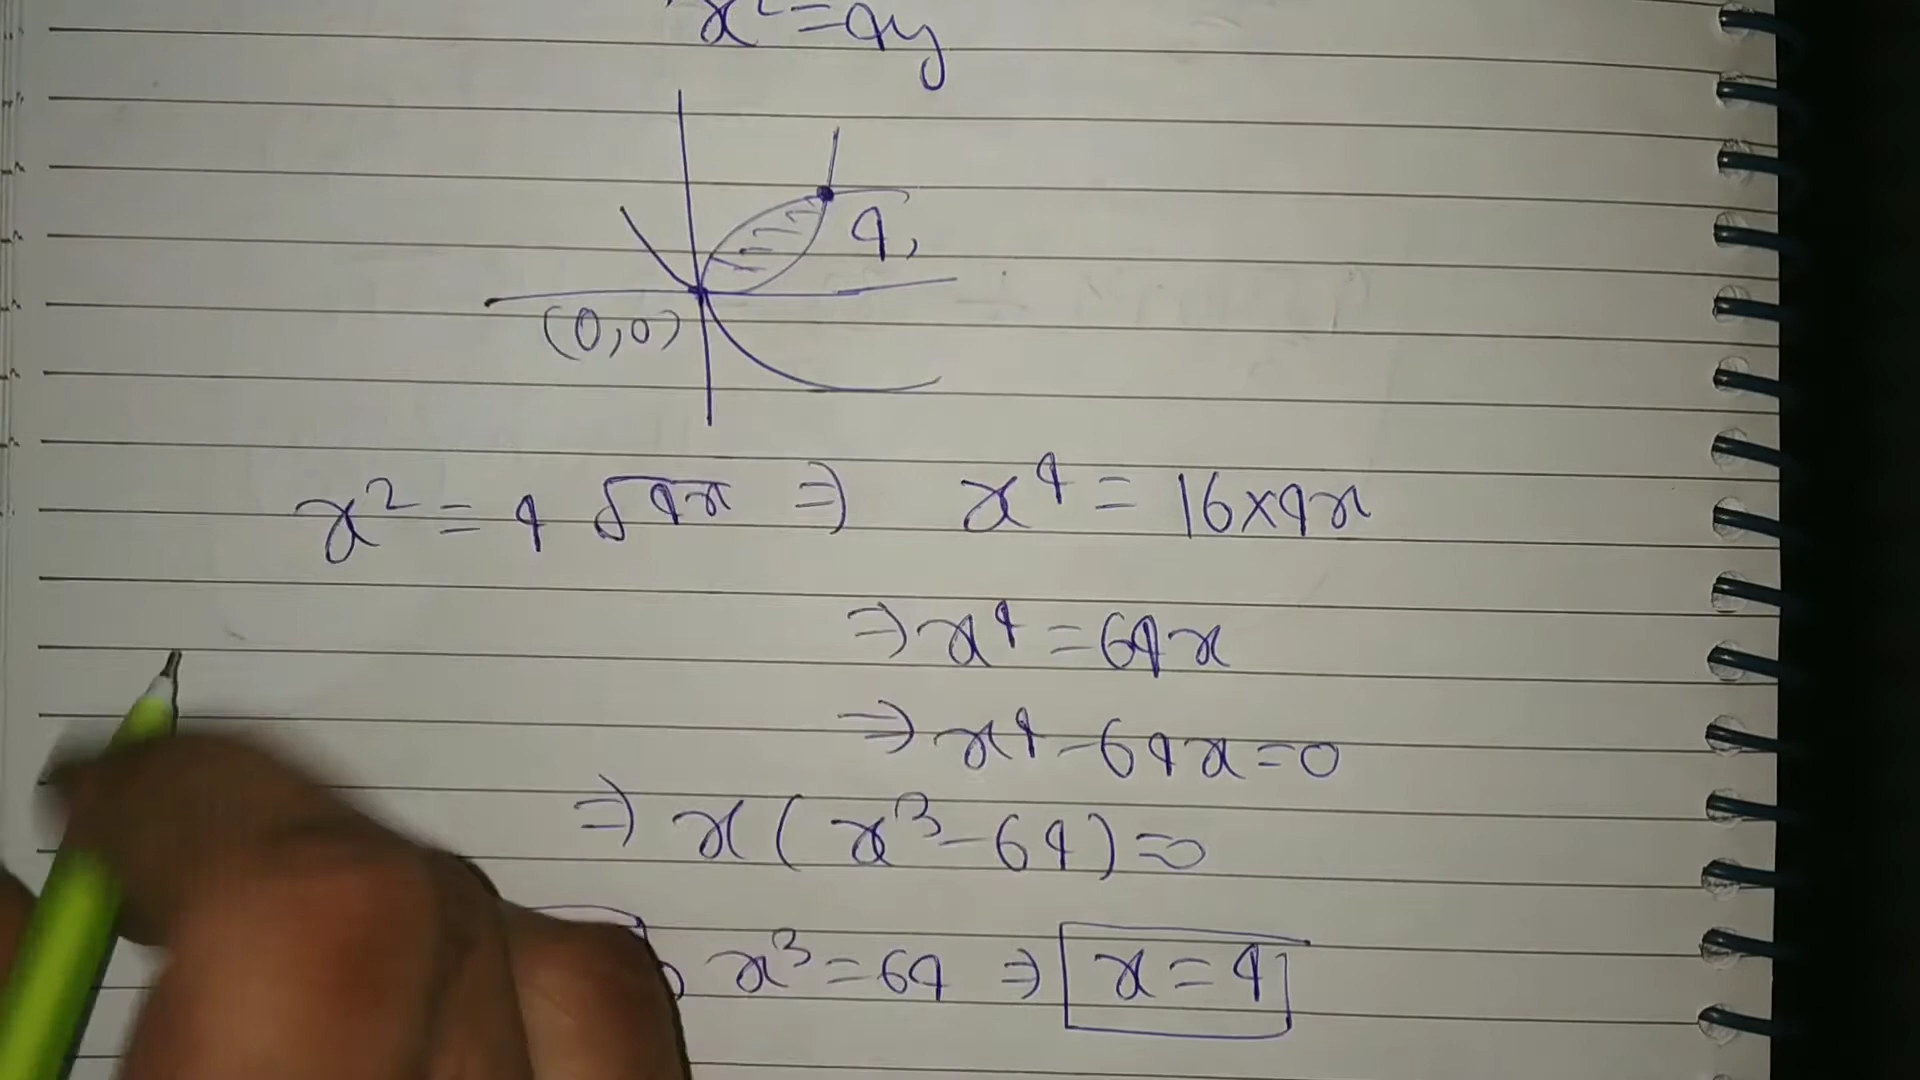 x² = 4y
4,
(0,0)
x² = 4 √4x ⇒ x⁴ = 16×4x
⇒ x⁴ = 64x
⇒ x⁴ - 64x = 0
⇒ x ( x³ - 64) = 0
x³ = 64 ⇒ x = 4